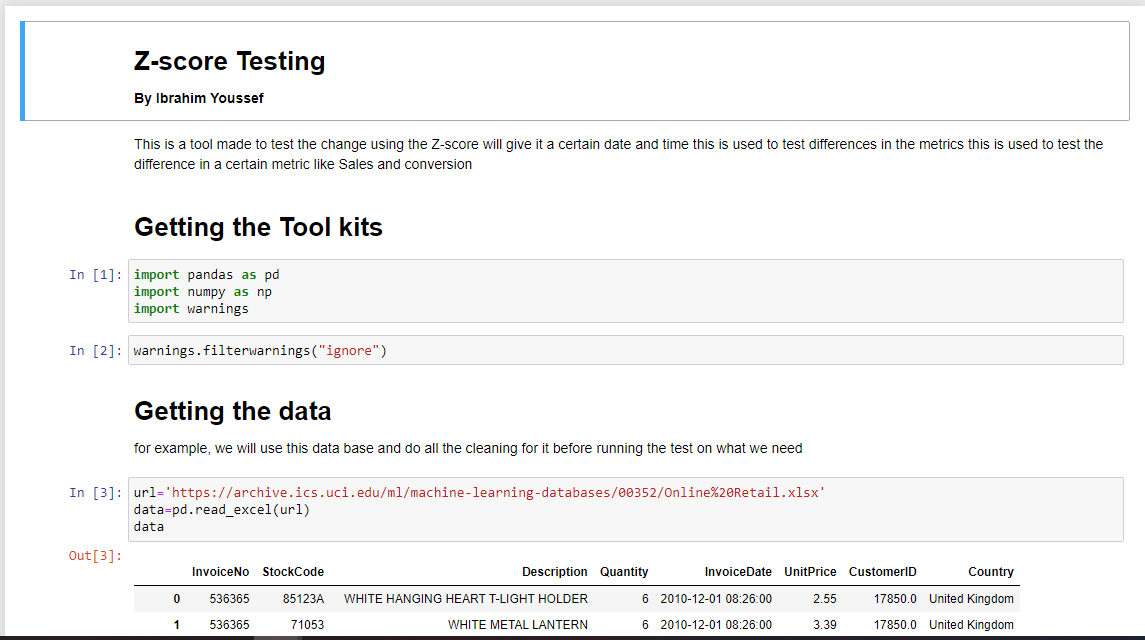 Z-score Testing
By Ibrahim Youssef
This is a tool made to test the change using the Z-score will give it a certain date and time this is used to test differences in the metrics this is used to test the
difference in a certain metric like Sales and conversion
Getting the Tool kits
In [1]: import pandas as pd
import numpy as np
import warnings
In [2]: warnings.filterwarnings("ignore")
Getting the data
for example, we will use this data base and do all the cleaning for it before running the test on what we need
In [3]: url='https://archive.ics.uci.edu/ml/machine-learning-databases/00352/Online%20Retail.xlsx'
data=pd.read_excel(url)
data
Out[3]:
InvoiceNo StockCode Description Quantity InvoiceDate UnitPrice CustomerID Country
0 536365 85123A WHITE HANGING HEART T-LIGHT HOLDER 6 2010-12-01 08:26:00 2.55 17850.0 United Kingdom
1 536365 71053 WHITE METAL LANTERN 6 2010-12-01 08:26:00 3.39 17850.0 United Kingdom